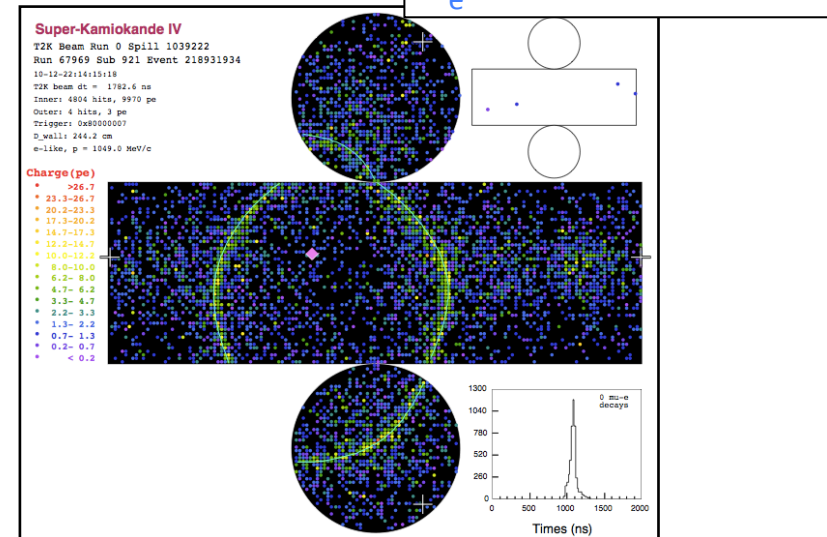 e
Super-Kamiokande IV
T2K Beam Run 0 Spill 1039222
Run 67969 Sub 921 Event 218931934
10-12-22:14:15:18
T2K beam dt = 1782.6 ns
Inner: 4804 hits, 9970 pe
Outer: 4 hits, 3 pe
Trigger: 0x80000007
D_wall: 244.2 cm
e-like, p = 1049.0 MeV/c
Charge(pe)
>26.7
23.3-26.7
20.2-23.3
17.3-20.2
14.7-17.3
12.2-14.7
10.0-12.2
8.0-10.0
6.2- 8.0
4.7- 6.2
3.3- 4.7
2.2- 3.3
1.3- 2.2
0.7- 1.3
0.2- 0.7
< 0.2
0 mu-e
decays
1300
1040
780
520
260
0
0 500 1000 1500 2000
Times (ns)